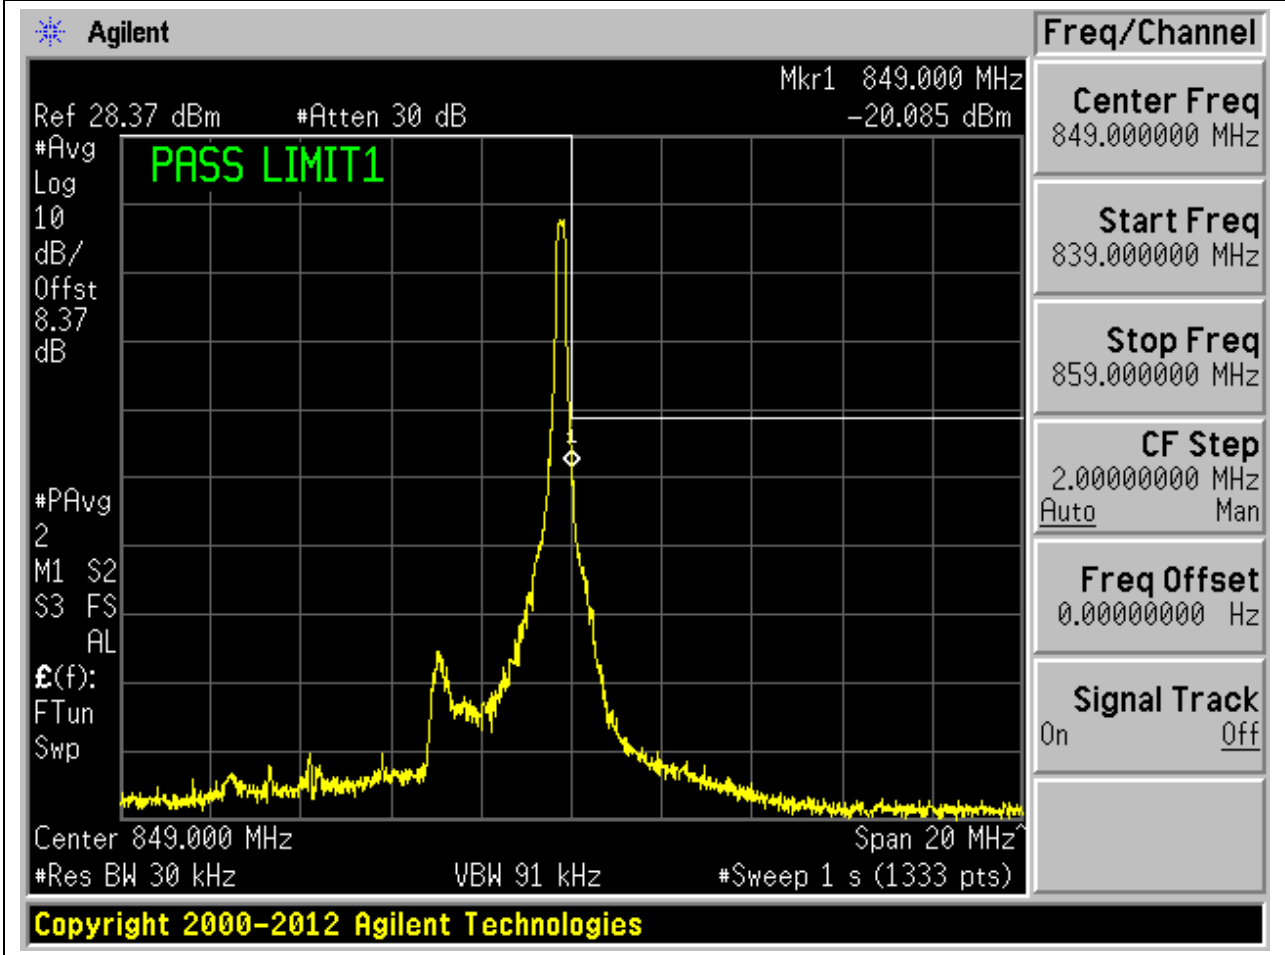 Agilent
Freq/Channel
Mkr1 849.000 MHz
Ref 28.37 dBm #Atten 30 dB -20.085 dBm
#Avg
Log
10
dB/
Offst
8.37
dB
PASS LIMIT1
1
#PAvg
2
M1 S2
S3 FS
AL
£(f):
FTun
Swp
Center 849.000 MHz Span 20 MHz^
#Res BW 30 kHz VBW 91 kHz #Sweep 1 s (1333 pts)
Center Freq
849.000000 MHz
Start Freq
839.000000 MHz
Stop Freq
859.000000 MHz
CF Step
2.00000000 MHz
Auto Man
Freq Offset
0.00000000 Hz
Signal Track
On Off
Copyright 2000-2012 Agilent Technologies